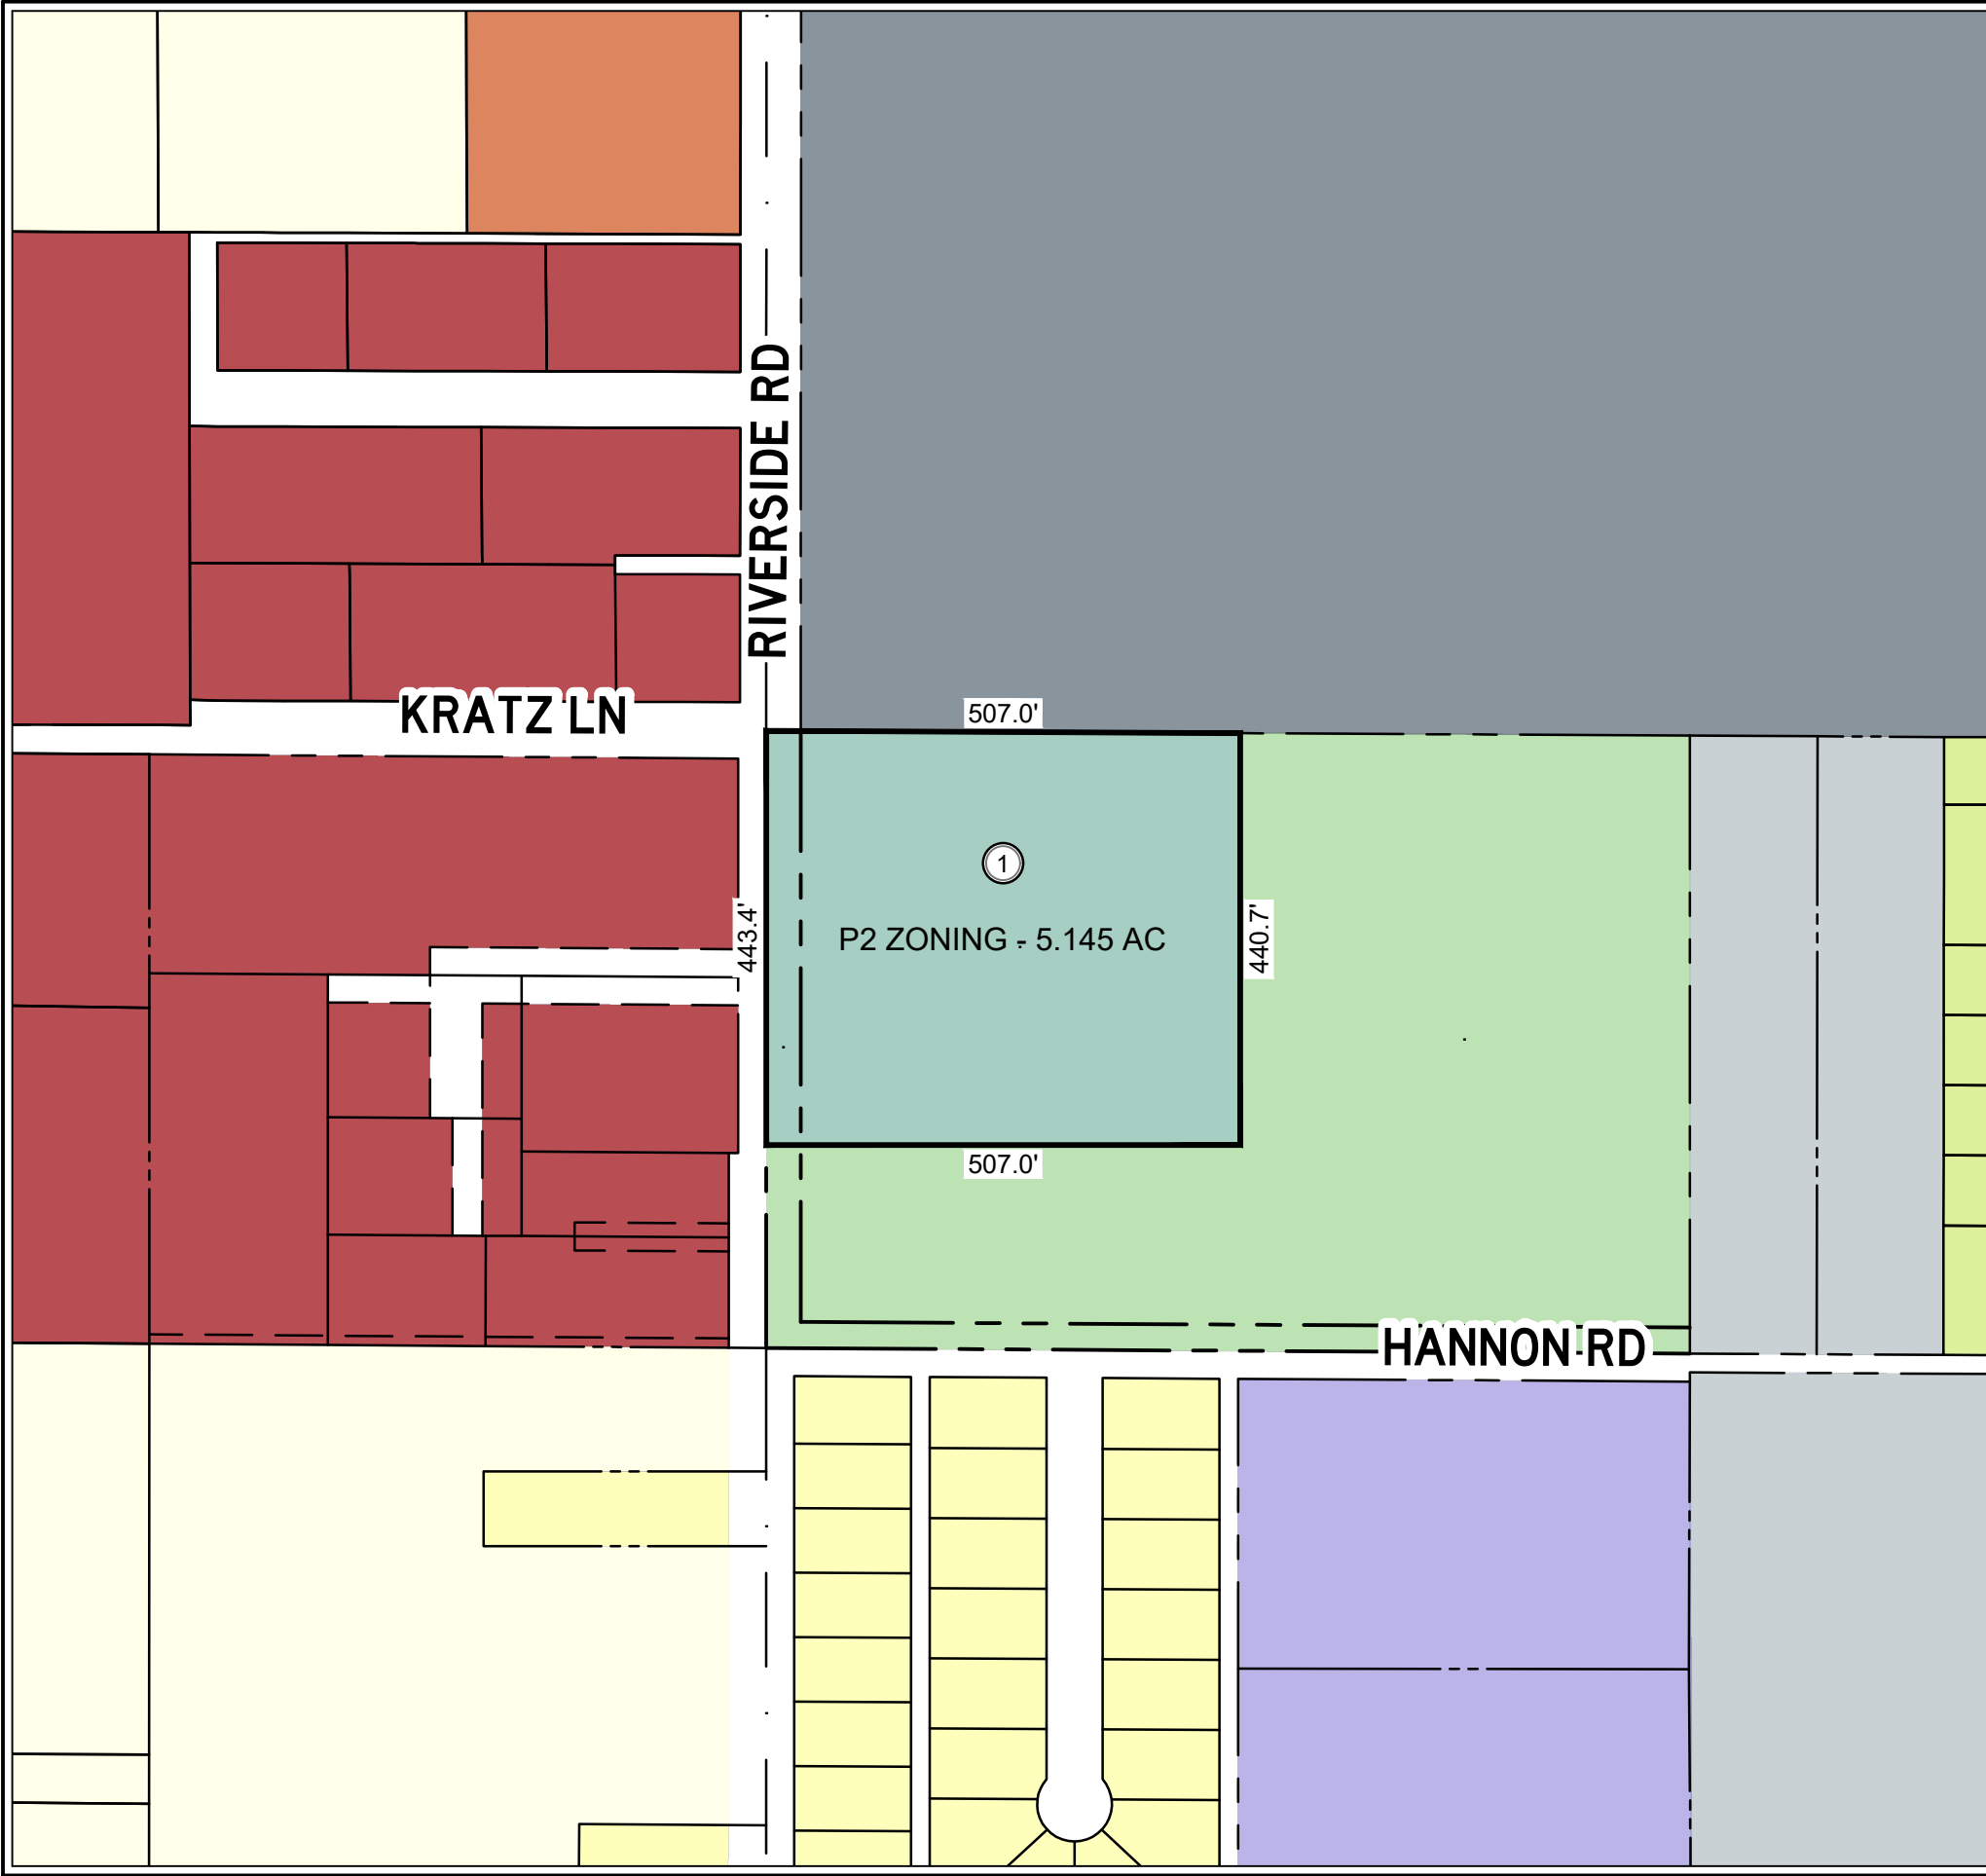 RIVERSIDE RD
KRATZ LN
507.0'
1
443.4'
P2 ZONING - 5.145 AC
440.7'
507.0'
HANNON RD